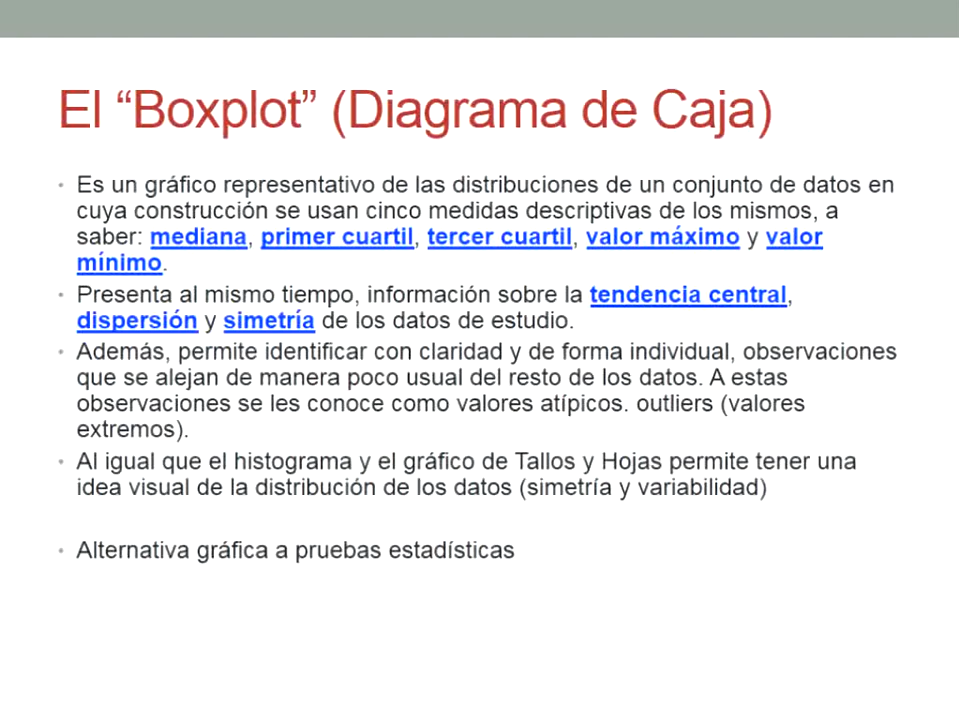 El “Boxplot” (Diagrama de Caja)
• Es un gráfico representativo de las distribuciones de un conjunto de datos en
cuya construcción se usan cinco medidas descriptivas de los mismos, a
saber: mediana, primer cuartil, tercer cuartil, valor máximo y valor
mínimo.
• Presenta al mismo tiempo, información sobre la tendencia central,
dispersión y simetría de los datos de estudio.
• Además, permite identificar con claridad y de forma individual, observaciones
que se alejan de manera poco usual del resto de los datos. A estas
observaciones se les conoce como valores atípicos. outliers (valores
extremos).
• Al igual que el histograma y el gráfico de Tallos y Hojas permite tener una
idea visual de la distribución de los datos (simetría y variabilidad)
• Alternativa gráfica a pruebas estadísticas